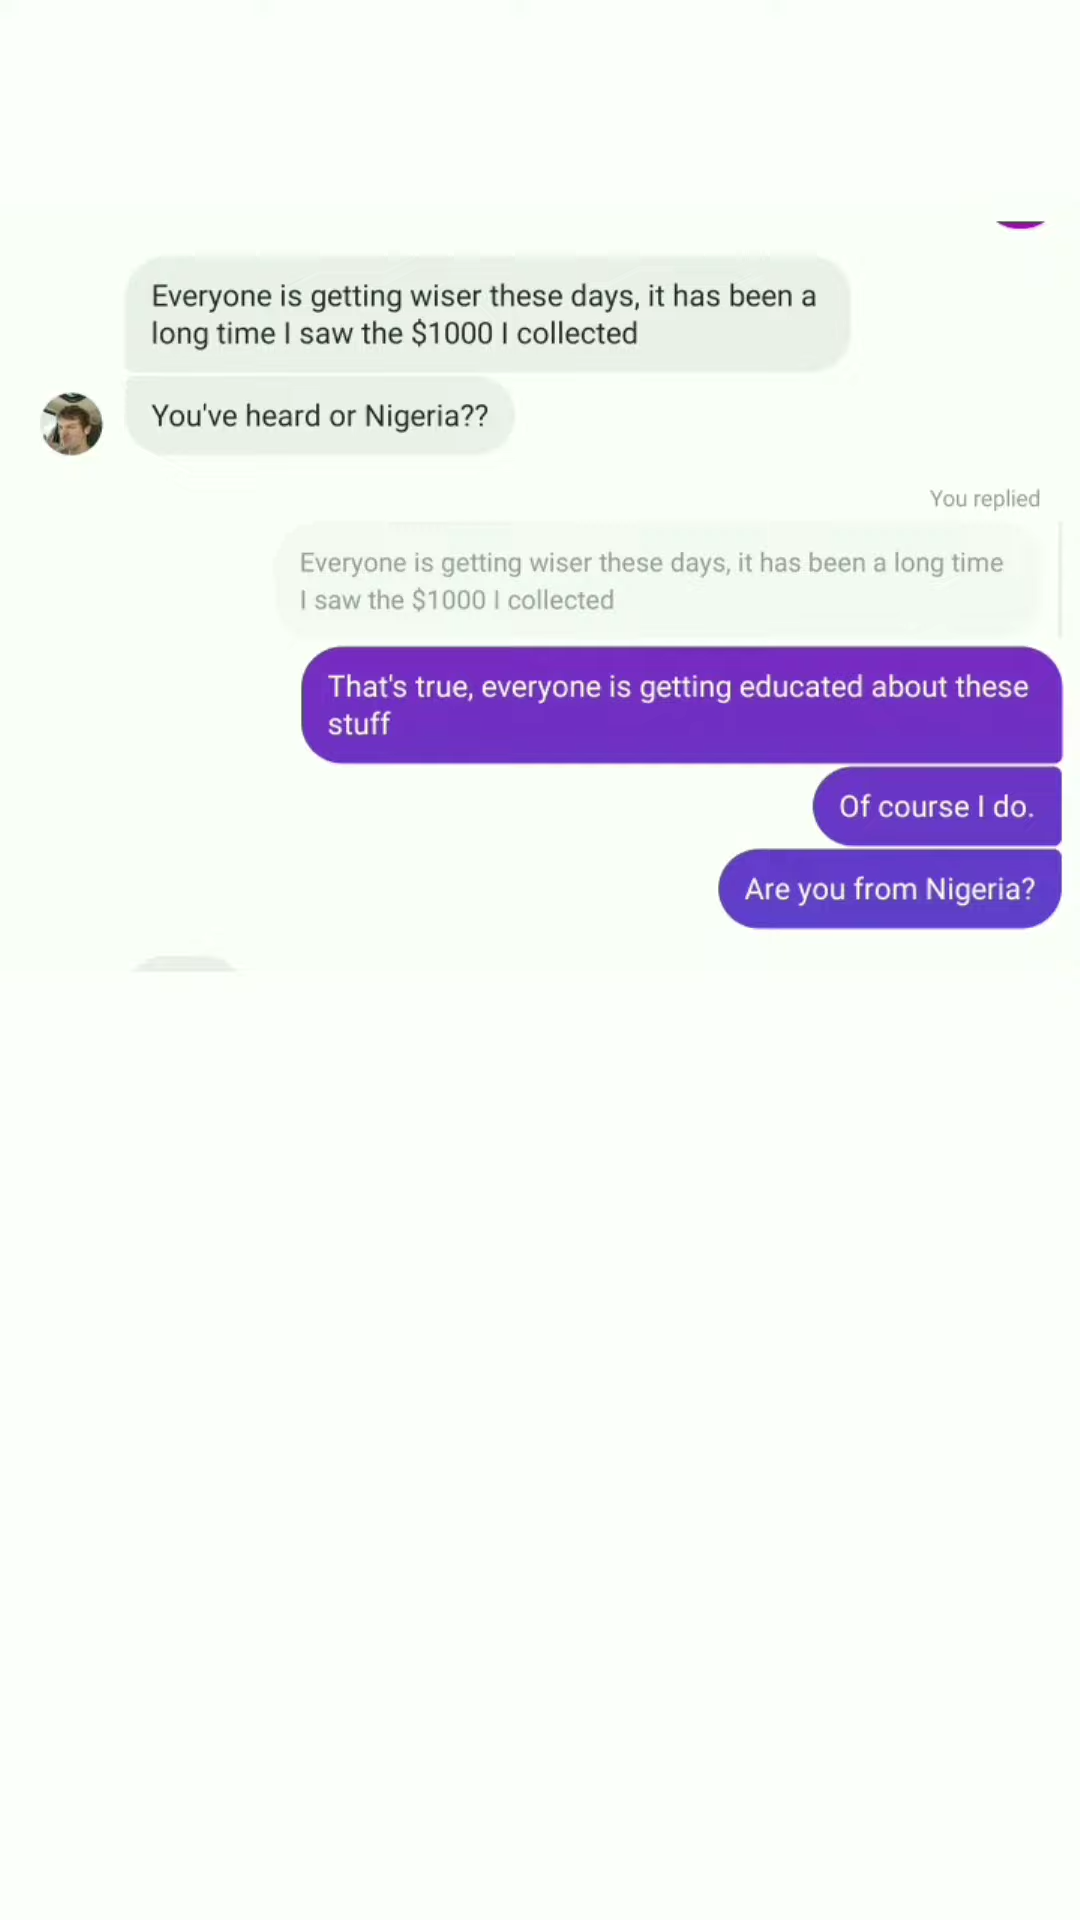 Everyone is getting wiser these days, it has been a
long time I saw the $1000 I collected
You've heard or Nigeria??
You replied
Everyone is getting wiser these days, it has been a long time
I saw the $1000 I collected
That's true, everyone is getting educated about these
stuff
Of course I do.
Are you from Nigeria?